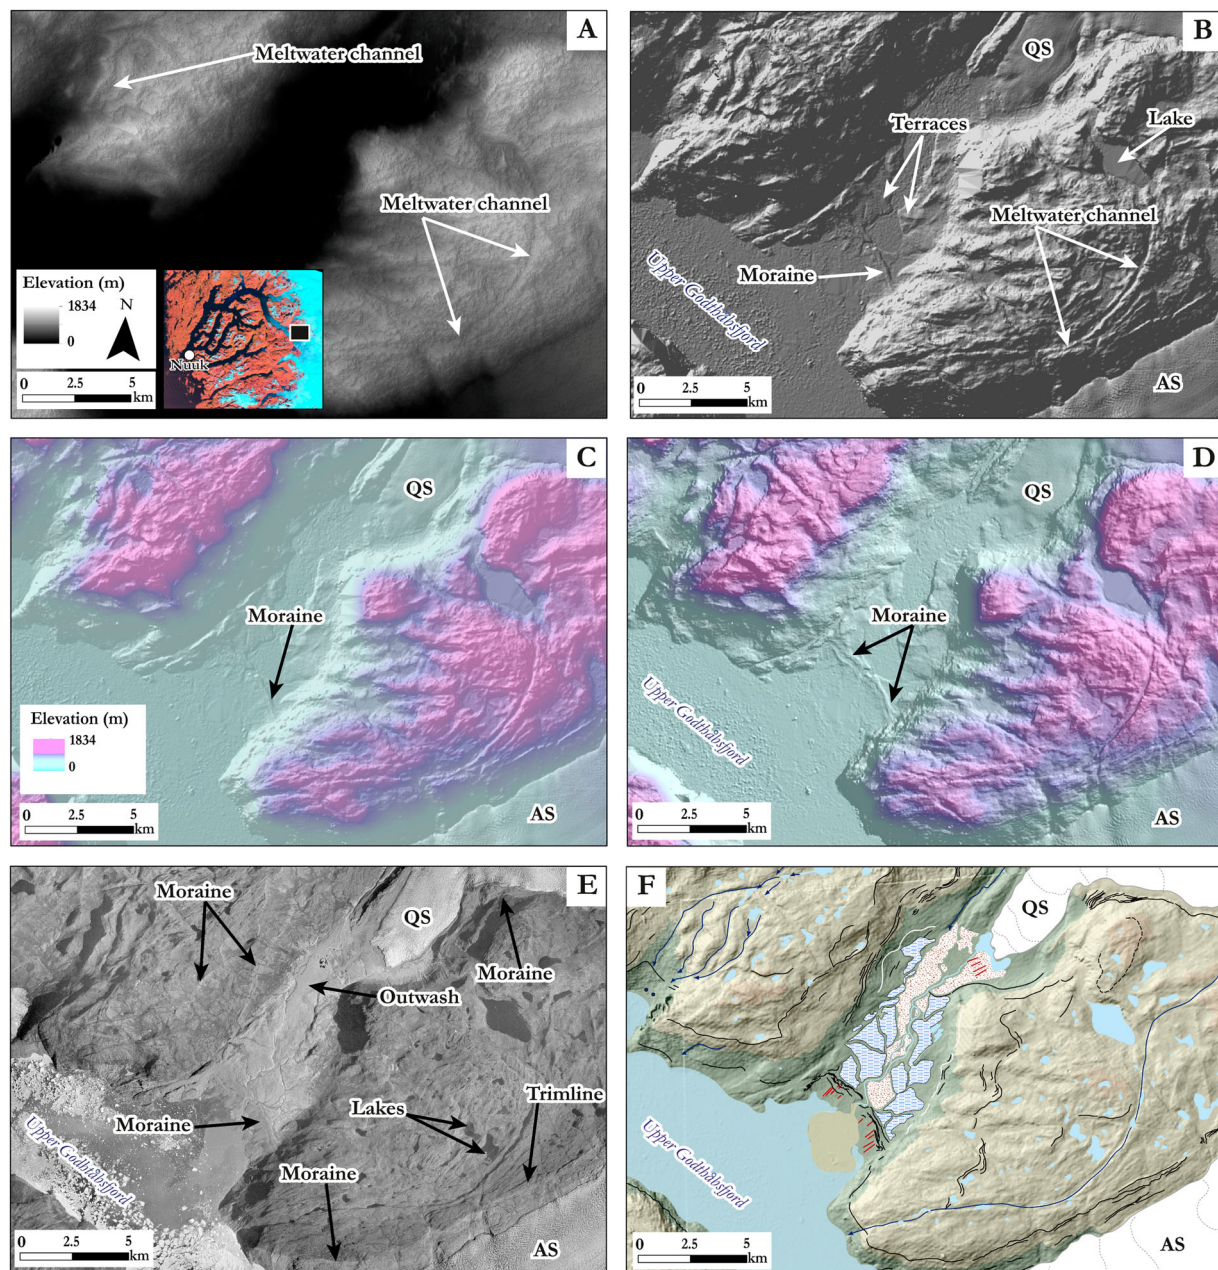 A
Meltwater channel
Meltwater channel
Elevation (m)
1834
0
N
Nuuk
0 2.5 5
km
B
QS
Lake
Terraces
Meltwater channel
Moraine
Upper Godthåbsfjord
AS
0 2.5 5
km
C
QS
Moraine
Elevation (m)
1834
0
AS
0 2.5 5
km
D
QS
Moraine
Upper Godthåbsfjord
AS
0 2.5 5
km
E
Moraine
QS
Moraine
Outwash
Trimline
Lakes
Moraine
Moraine
Upper Godhtåbsfjord
AS
0 2.5 5
km
F
QS
Upper Godthåbsfjord
AS
0 2.5 5
km